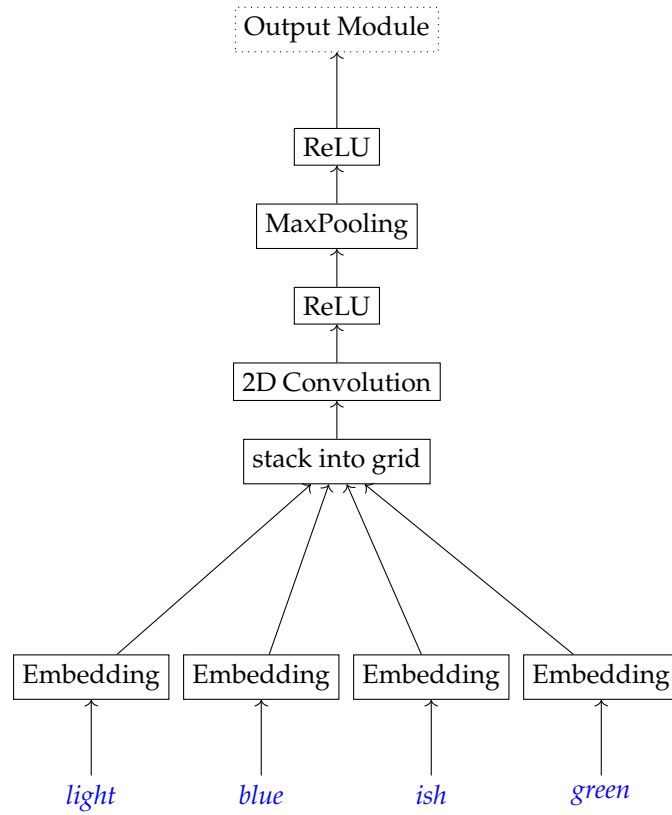 Output Module
ReLU
MaxPooling
ReLU
2D Convolution
stack into grid
Embedding Embedding Embedding Embedding
light blue ish green